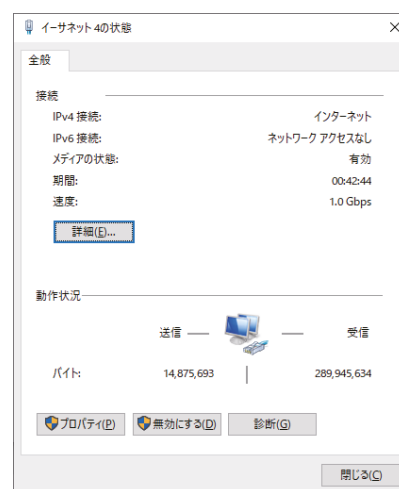 イーサネット 4の状態
全般
接続
IPv4 接続: インターネット
IPv6 接続: ネットワーク アクセスなし
メディアの状態: 有効
期間: 00:42:44
速度: 1.0 Gbps
詳細(E)...
動作状況
送信 — — 受信
バイト: 14,875,693 289,945,634
プロパティ(P) 無効にする(D) 診断(G)
閉じる(C)